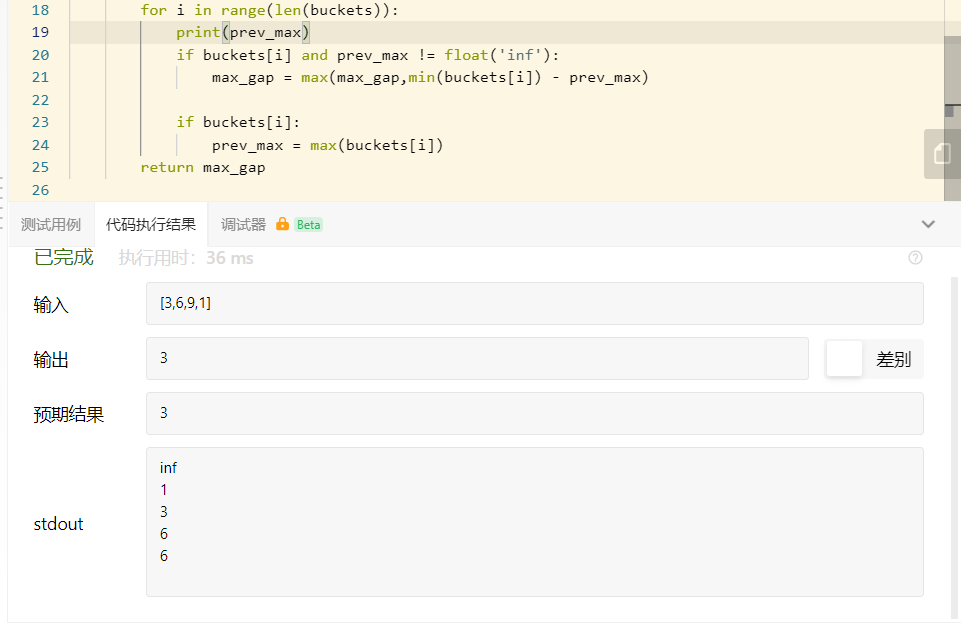 18 for i in range(len(buckets)):
19 print(prev_max)
20 if buckets[i] and prev_max != float('inf'):
21 max_gap = max(max_gap,min(buckets[i]) - prev_max)
22
23 if buckets[i]:
24 prev_max = max(buckets[i])
25 return max_gap
26
测试用例 代码执行结果 调试器 Beta
已完成 执行用时: 36 ms
输入 [3,6,9,1]
输出 3 差别
预期结果 3
stdout
inf
1
3
6
6